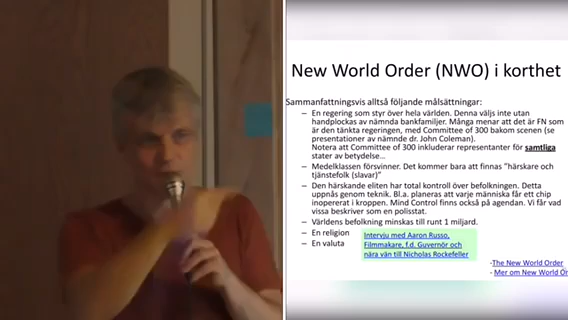 New World Order (NWO) i korthet
Sammanfattningsvis alltså följande målsättningar:
– En regering som styr över hela världen. Denna väljs inte utan
handplockas av nämnda bankfamiljer. Många menar att det är FN som
är den tänkta regeringen, med Committee of 300 bakom scenen (se
presentationer av nämnde dr. John Coleman).
Notera att Committee of 300 inkluderar representanter för samtliga
stater av betydelse…
– Medelklassen försvinner. Det kommer bara att finnas "härskare och
tjänstefolk (slavar)"
– Den härskande eliten har total kontroll över befolkningen. Detta
uppnås genom teknik. Bl.a. planeras att varje människa får ett chip
inopererat i kroppen. Mind Control finns också på agendan. Vi får vad
vissa beskriver som en polisstat.
– Världens befolkning minskas till runt 1 miljard.
– En religion
– En valuta
Intervju med Aaron Russo,
Filmmakare, f.d. Guvernör och
nära vän till Nicholas Rockefeller
-The New World Order
- Mer om New World Or